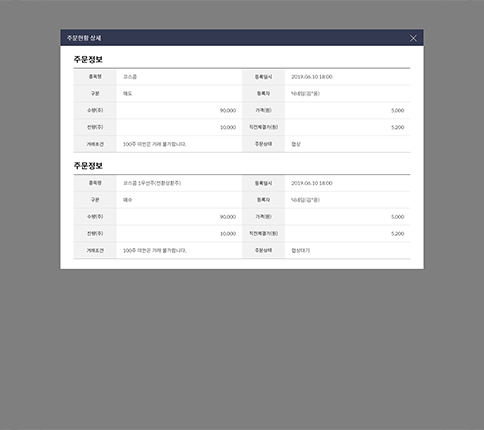 주문현황 상세
주문정보
종목명 코스콤 등록일시 2019.06.10 18:00
구분 매도 등록자 닉네임(김*용)
수량(주) 90,000 가격(원) 5,000
잔량(주) 10,000 직전체결가(원) 5,200
거래조건 100주 미만은 거래 불가합니다. 주문상태 협상
주문정보
종목명 코스콤 1우선주(전환상환주) 등록일시 2019.06.10 18:00
구분 매수 등록자 닉네임(김*용)
수량(주) 90,000 가격(원) 5,000
잔량(주) 10,000 직전체결가(원) 5,200
거래조건 100주 미만은 거래 불가합니다. 주문상태 협상대기